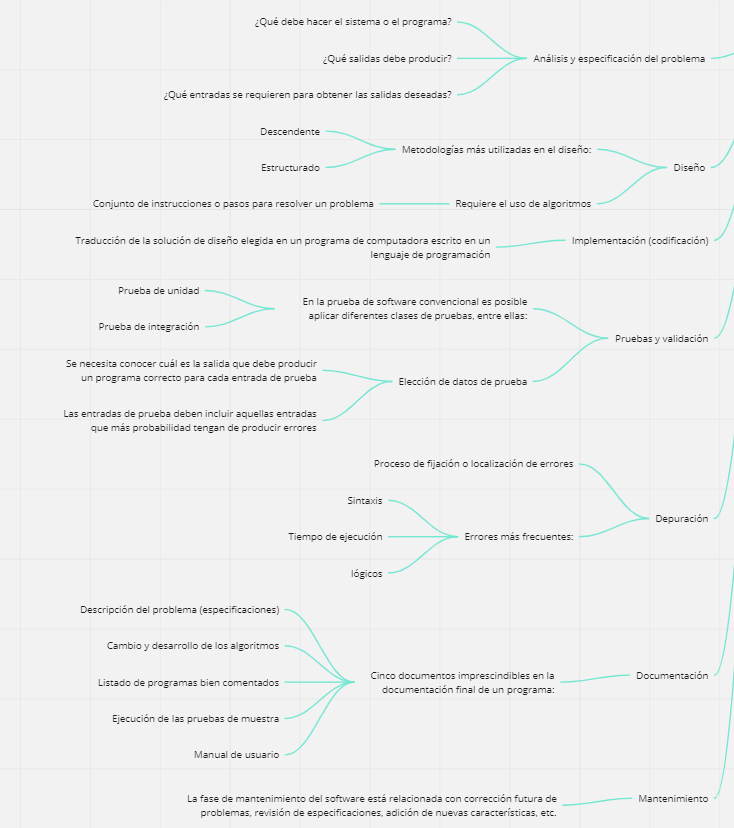 ¿Qué debe hacer el sistema o el programa?
¿Qué salidas debe producir?
Análisis y especificación del problema
¿Qué entradas se requieren para obtener las salidas deseadas?
Descendente
Metodologías más utilizadas en el diseño:
Estructurado
Diseño
Conjunto de instrucciones o pasos para resolver un problema
Requiere el uso de algoritmos
Traducción de la solución de diseño elegida en un programa de computadora escrito en un
lenguaje de programación
Implementación (codificación)
Prueba de unidad
En la prueba de software convencional es posible
aplicar diferentes clases de pruebas, entre ellas:
Prueba de integración
Pruebas y validación
Se necesita conocer cuál es la salida que debe producir
un programa correcto para cada entrada de prueba
Elección de datos de prueba
Las entradas de prueba deben incluir aquellas entradas
que más probabilidad tengan de producir errores
Proceso de fijación o localización de errores
Sintaxis
Depuración
Tiempo de ejecución
Errores más frecuentes:
lógicos
Descripción del problema (especificaciones)
Cambio y desarrollo de los algoritmos
Listado de programas bien comentados
Cinco documentos imprescindibles en la
documentación final de un programa:
Documentación
Ejecución de las pruebas de muestra
Manual de usuario
La fase de mantenimiento del software está relacionada con corrección futura de
problemas, revisión de especificaciones, adición de nuevas características, etc.
Mantenimiento